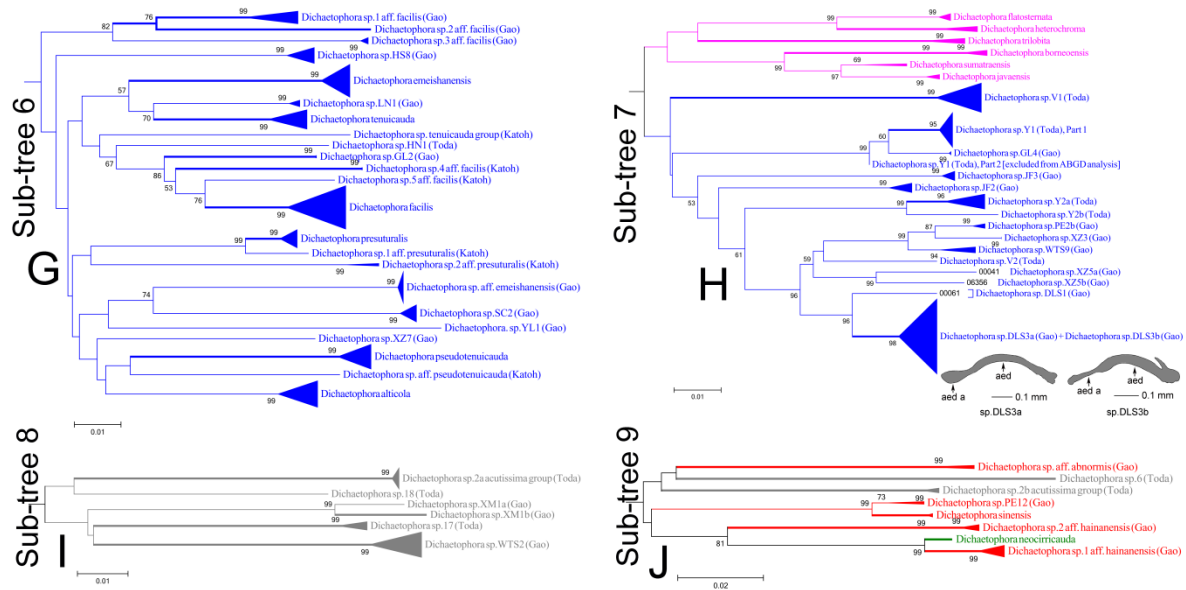 Sub-tree 6
G
76
99
Dichaetophora sp.1 aff. facilis (Gao)
82
Dichaetophora sp.2 aff. facilis (Gao)
99
Dichaetophora sp.3 aff. facilis (Gao)
99
99
Dichaetophora sp.HS8 (Gao)
99
Dichaetophora emeishanensis
57
99
Dichaetophora sp.LN1 (Gao)
70
99
Dichaetophora tenuicauda
Dichaetophora sp. tenuicauda group (Katoh)
67
Dichaetophora sp.HN1 (Toda)
Dichaetophora sp.GL2 (Gao)
86
99
Dichaetophora sp.4 aff. facilis (Katoh)
53
Dichaetophora sp.5 aff. facilis (Katoh)
76
99
Dichaetophora facilis
99
99
Dichaetophora presuturalis
Dichaetophora sp.1 aff. presuturalis (Katoh)
99
Dichaetophora sp.2 aff. presuturalis (Katoh)
74
99
Dichaetophora sp. aff. emeishanensis (Gao)
99
Dichaetophora sp.SC2 (Gao)
Dichaetophora. sp.YL1 (Gao)
Dichaetophora sp.XZ7 (Gao)
99
Dichaetophora pseudotenuicauda
Dichaetophora sp. aff. pseudotenuicauda (Katoh)
99
Dichaetophora alticola
0.01
Sub-tree 7
H
99
Dichaetophora flatosternata
99
99
Dichaetophora heterochroma
99
99
Dichaetophora trilobita
99
Dichaetophora borneoensis
99
69
Dichaetophora sumatraensis
97
99
Dichaetophora javaensis
99
Dichaetophora sp.V1 (Toda)
95
Dichaetophora sp.Y1 (Toda), Part 1
60
99
Dichaetophora sp.GL4 (Gao)
Dichaetophora sp.Y1 (Toda), Part 2 [excluded from ABGD analysis]
99
Dichaetophora sp.JF3 (Gao)
53
99
Dichaetophora sp.JF2 (Gao)
96
Dichaetophora sp.Y2a (Toda)
99
Dichaetophora sp.Y2b (Toda)
87
99
Dichaetophora sp.PE2b (Gao)
99
Dichaetophora sp.XZ3 (Gao)
99
99
Dichaetophora sp.WTS9 (Gao)
61
94
Dichaetophora sp.V2 (Toda)
96
99
00041
Dichaetophora sp.XZ5a (Gao)
06356
Dichaetophora sp.XZ5b (Gao)
00061
Dichaetophora sp.DLS1 (Gao)
96
98
Dichaetophora sp.DLS3a (Gao) + Dichaetophora sp.DLS3b (Gao)
0.01
aed
aed
aed a
aed a
0.1 mm
0.1 mm
sp.DLS3a
sp.DLS3b
Sub-tree 8
I
99
Dichaetophora sp.2a acutissima group (Toda)
Dichaetophora sp.18 (Toda)
Dichaetophora sp.XM1a (Gao)
99
99
Dichaetophora sp.XM1b (Gao)
99
Dichaetophora sp.17 (Toda)
99
Dichaetophora sp.WTS2 (Gao)
0.01
Sub-tree 9
J
99
Dichaetophora sp. aff. abnormis (Gao)
Dichaetophora sp.6 (Toda)
99
Dichaetophora sp.2b acutissima group (Toda)
73
99
Dichaetophora sp.PE12 (Gao)
99
99
Dichaetophora sinensis
99
Dichaetophora sp.2 aff. hainanensis (Gao)
81
Dichaetophora neocirricauda
99
99
Dichaetophora sp.1 aff. hainanensis (Gao)
0.02